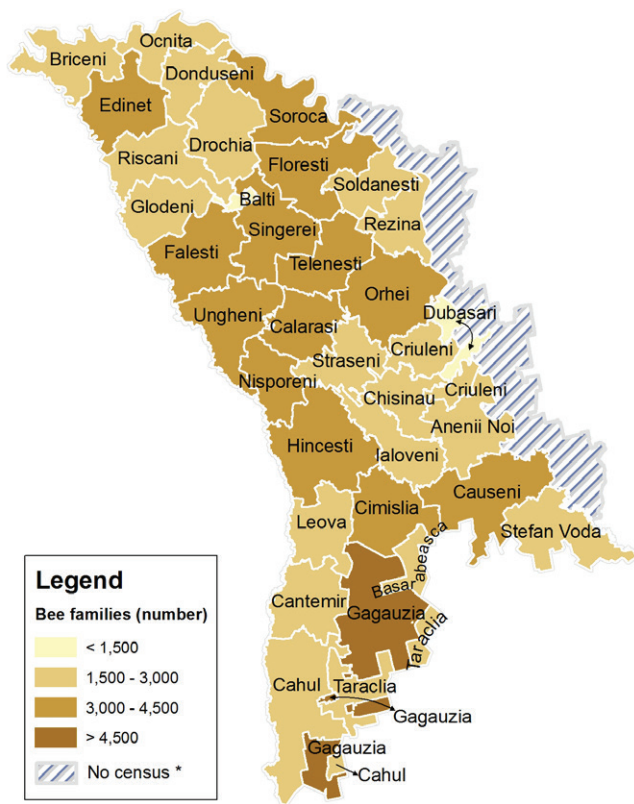 Ocnita
Briceni
Donduseni
Edinet
Soroca
Drochia
Riscani
Floresti
Soldanesti
Glodeni
Balti
Rezina
Singerei
Falesti
Telenesti
Orhei
Dubasari
Ungheni
Calarasi
Straseni
Criuleni
Nisporeni
Criuleni
Chisinau
Anenii Noi
Hincesti
Ialoveni
Causeni
Cimislia
Leova
Stefan Voda
Basarabeasca
Cantemir
Gagauzia
Taraclia
Cahul
Taraclia
Gagauzia
Gagauzia
Cahul
Legend
Bee families (number)
< 1,500
1,500 - 3,000
3,000 - 4,500
> 4,500
No census *